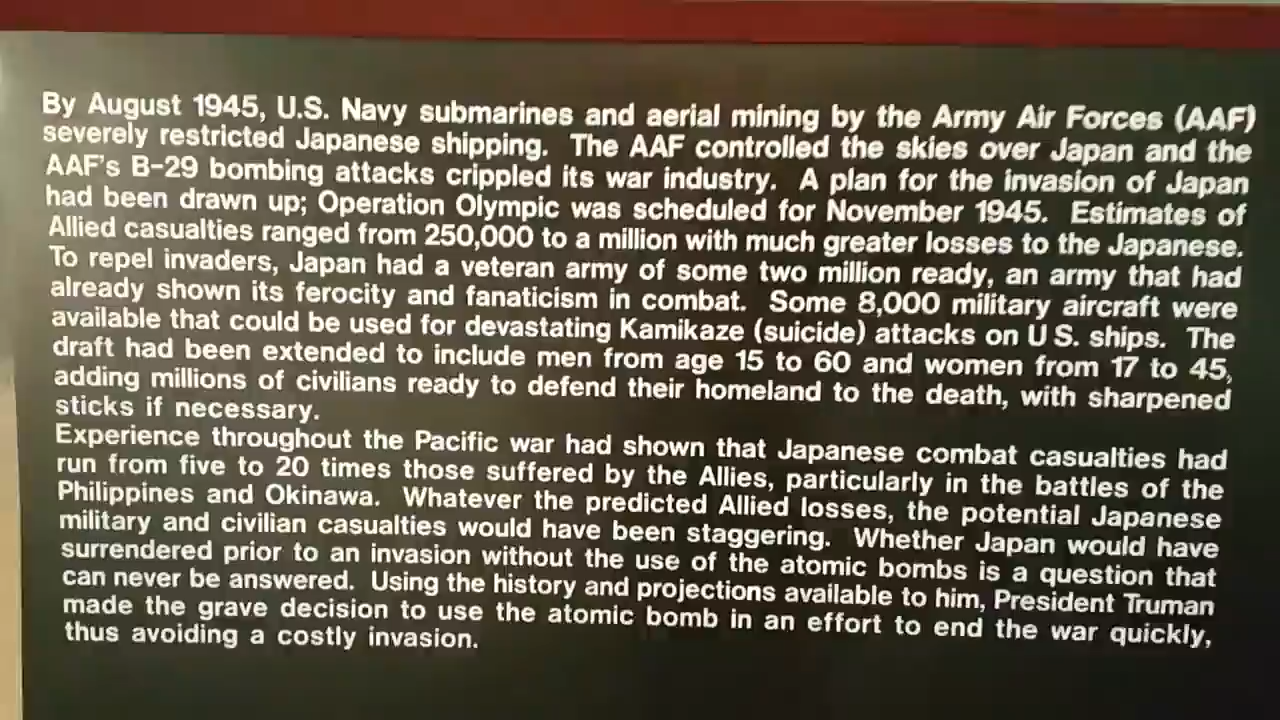 By August 1945, U.S. Navy submarines and aerial mining by the Army Air Forces (AAF)
severely restricted Japanese shipping. The AAF controlled the skies over Japan and the
AAF's B-29 bombing attacks crippled its war industry. A plan for the invasion of Japan
had been drawn up; Operation Olympic was scheduled for November 1945. Estimates of
Allied casualties ranged from 250,000 to a million with much greater losses to the Japanese.
To repel invaders, Japan had a veteran army of some two million ready, an army that had
already shown its ferocity and fanaticism in combat. Some 8,000 military aircraft were
available that could be used for devastating Kamikaze (suicide) attacks on U S. ships. The
draft had been extended to include men from age 15 to 60 and women from 17 to 45,
adding millions of civilians ready to defend their homeland to the death, with sharpened
sticks if necessary.
Experience throughout the Pacific war had shown that Japanese combat casualties had
run from five to 20 times those suffered by the Allies, particularly in the battles of the
Philippines and Okinawa. Whatever the predicted Allied losses, the potential Japanese
military and civilian casualties would have been staggering. Whether Japan would have
surrendered prior to an invasion without the use of the atomic bombs is a question that
can never be answered. Using the history and projections available to him, President Truman
made the grave decision to use the atomic bomb in an effort to end the war quickly,
thus avoiding a costly invasion.